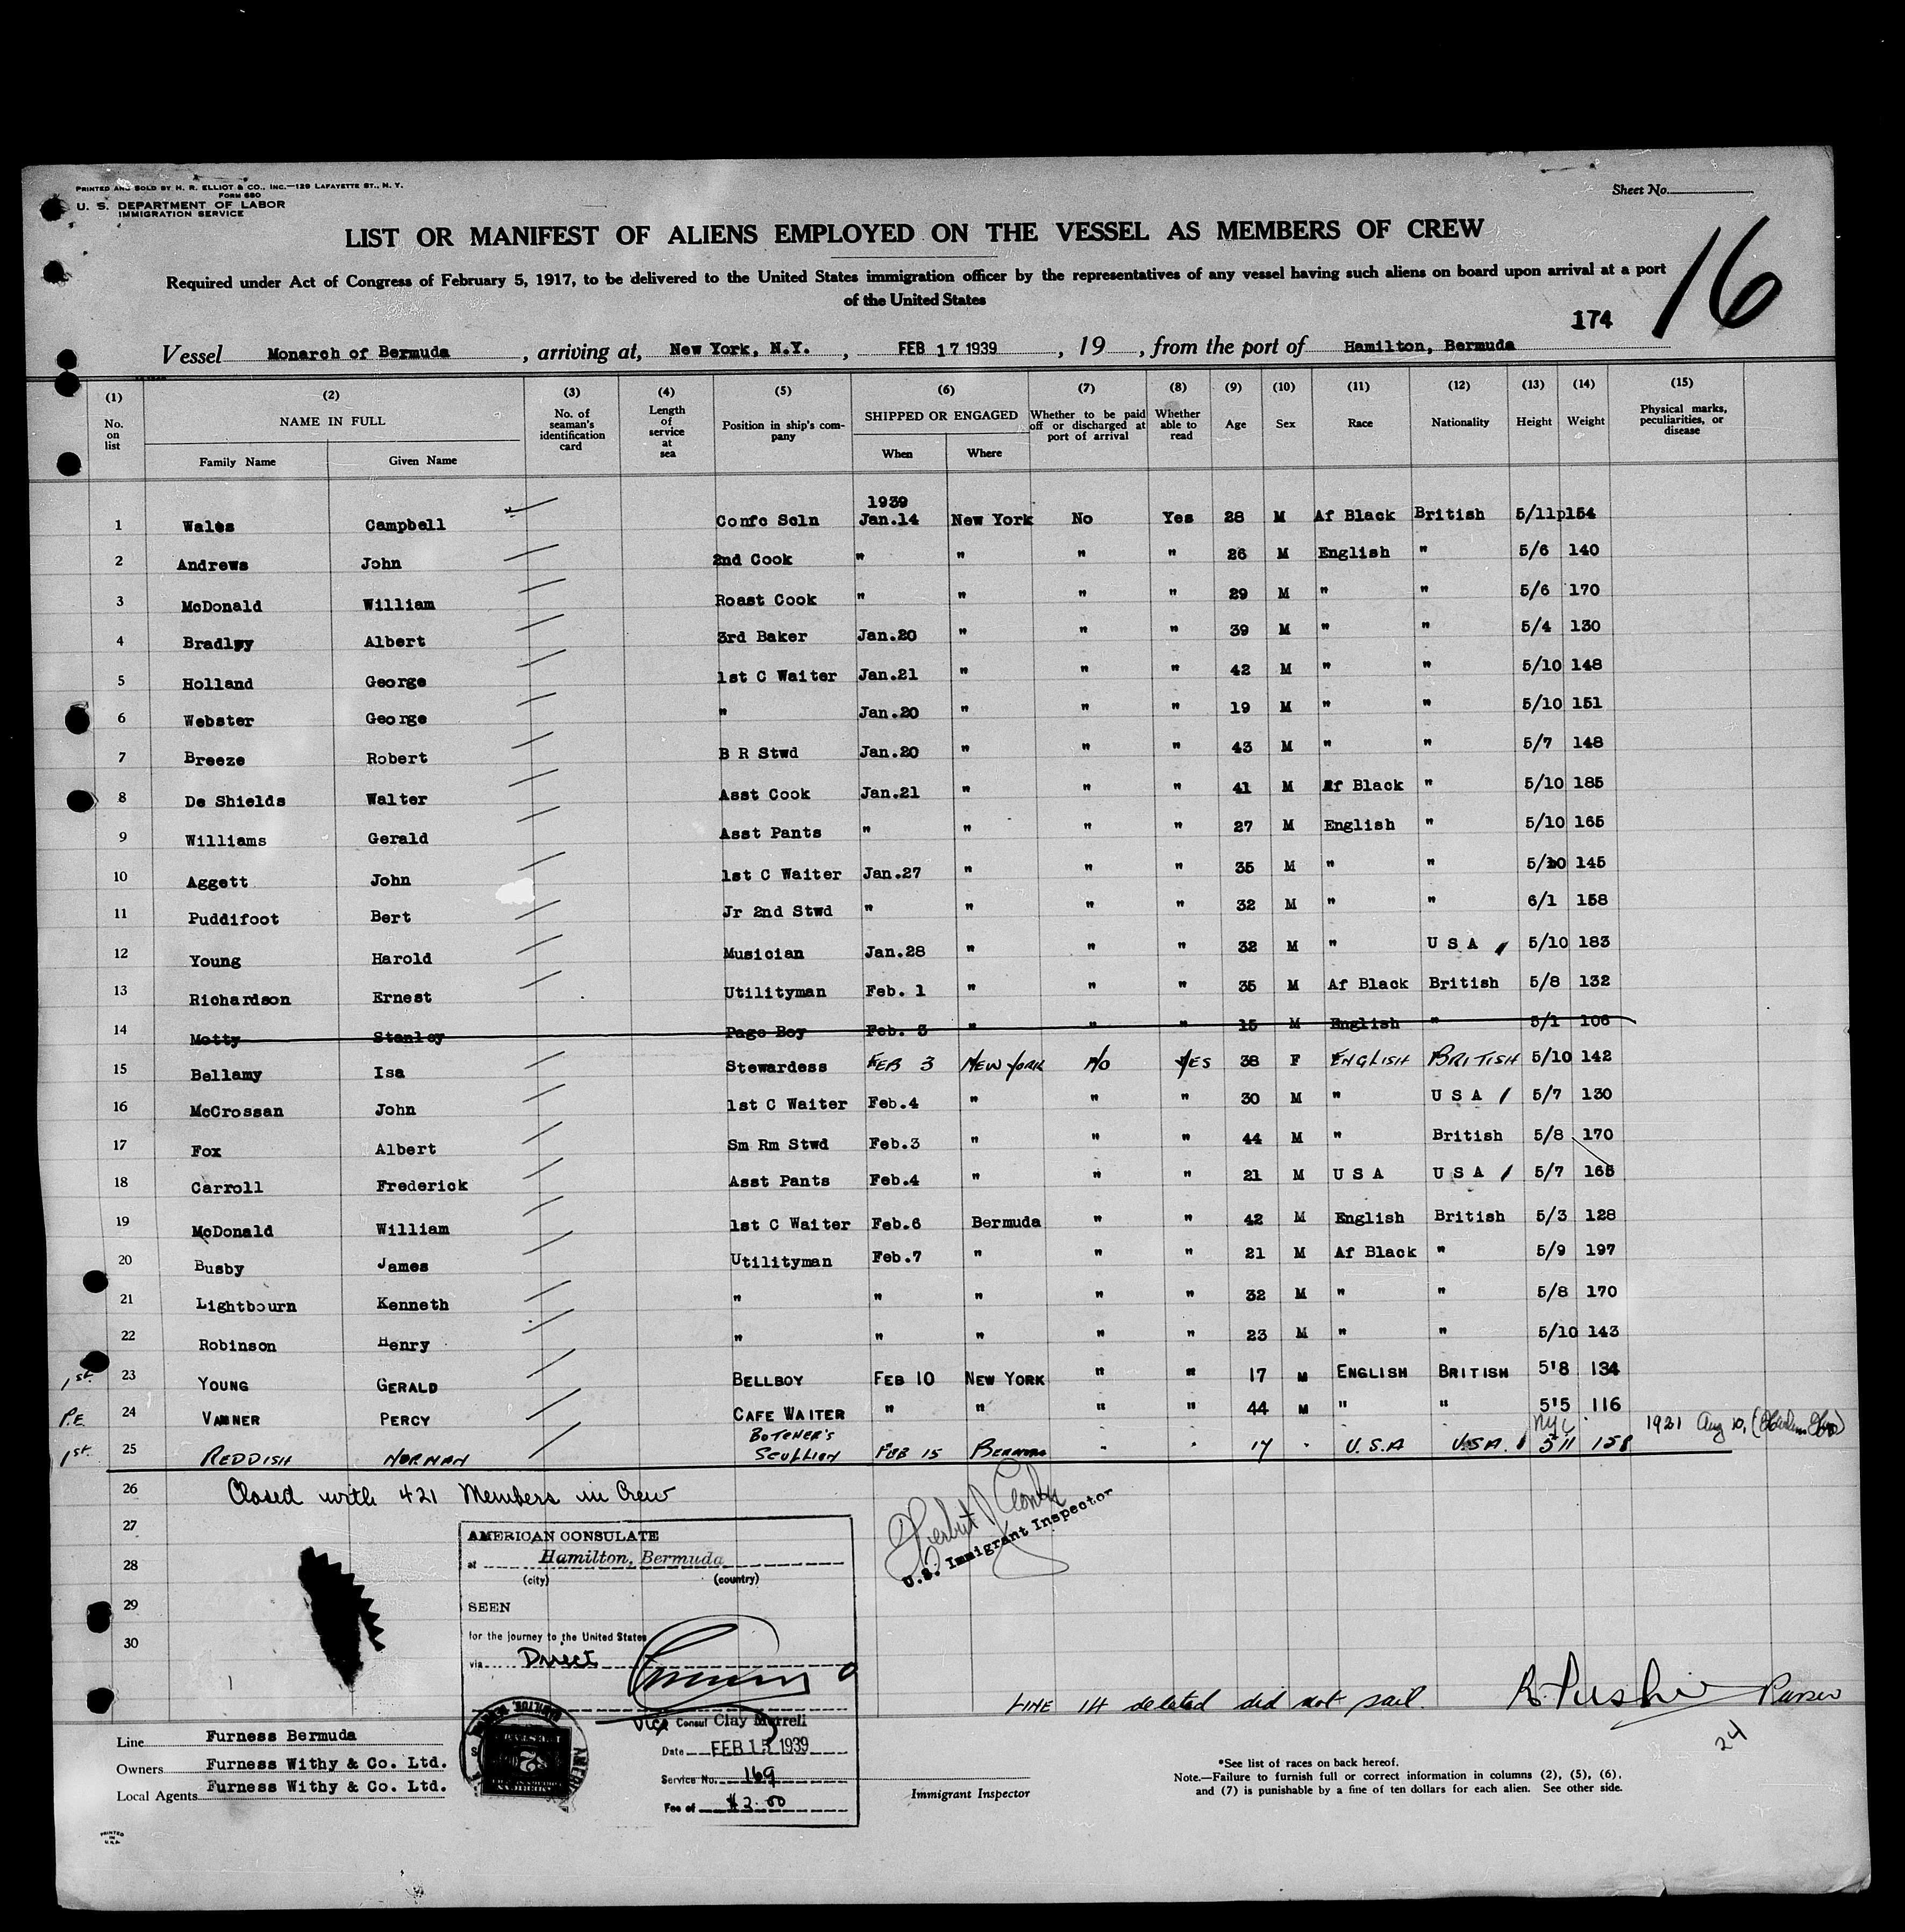 PRINTED AND SOLD BY H. R. ELLIOT & CO., INC.—129 LAFAYETTE ST., N. Y.
FORM 680
U. S. DEPARTMENT OF LABOR
IMMIGRATION SERVICE
Sheet No.
LIST OR MANIFEST OF ALIENS EMPLOYED ON THE VESSEL AS MEMBERS OF CREW
16
Required under Act of Congress of February 5, 1917, to be delivered to the United States immigration officer by the representatives of any vessel having such aliens on board upon arrival at a port
of the United States
174
Vessel Monarch of Bermuda, arriving at, New York, N.Y., FEB 17 1939, 19, from the port of Hamilton, Bermuda
(1) (2) (3) (4) (5) (6) (7) (8) (9) (10) (11) (12) (13) (14) (15)
No. on list NAME IN FULL No. of seaman's identification card Length of service at sea Position in ship's company SHIPPED OR ENGAGED Whether to be paid off or discharged at port of arrival Whether able to read Age Sex Race Nationality Height Weight Physical marks, peculiarities, or disease
Family Name Given Name When Where
1939
1 Wales Campbell Confc Scln Jan.14 New York No Yes 28 M Af Black British 5/11p154
2 Andrews John 2nd Cook " " " " 26 M English " 5/6 140
3 McDonald William Roast Cook " " " " 29 M " " 5/6 170
4 Bradley Albert 3rd Baker Jan.20 " " " 39 M " " 5/4 130
5 Holland George 1st C Waiter Jan.21 " " " 42 M " " 5/10 148
6 Webster George " Jan.20 " " " 19 M " " 5/10 151
7 Breeze Robert B R Stwd Jan.20 " " " 43 M " " 5/7 148
8 De Shields Walter Asst Cook Jan.21 " " " 41 M Af Black " 5/10 185
9 Williams Gerald Asst Pants " " " " 27 M English " 5/10 165
10 Aggett John 1st C Waiter Jan.27 " " " 35 M " " 5/10 145
11 Puddifoot Bert Jr 2nd Stwd " " " " 32 M " " 6/1 158
12 Young Harold Musician Jan.28 " " " 32 M " U S A 5/10 183
13 Richardson Ernest Utilityman Feb. 1 " " " 35 M Af Black British 5/8 132
14 Motty Stanley Page Boy Feb. 3 " " " 15 M English " 5/1 106
15 Bellamy Isa Stewardess FEB 3 NEW YORK NO YES 38 F ENGLISH BRITISH 5/10 142
16 McCrossan John 1st C Waiter Feb.4 " " " 30 M " U S A 5/7 130
17 Fox Albert Sm Rm Stwd Feb.3 " " " 44 M " British 5/8 170
18 Carroll Frederick Asst Pants Feb.4 " " " 21 M U S A U S A 5/7 165
19 McDonald William 1st C Waiter Feb.6 Bermuda " " 42 M English British 5/3 128
20 Busby James Utilityman Feb.7 " " " 21 M Af Black " 5/9 197
21 Lightbourn Kenneth " " " " " 32 M " " 5/8 170
22 Robinson Henry " " " " " 23 M " " 5/10 143
1st 23 YOUNG GERALD BELLBOY FEB 10 NEW YORK " " 17 M ENGLISH BRITISH 5'8 134
P.E. 24 VANNER PERCY CAFE WAITER " " " " 44 M " " 5'5 116
NYC 1921 Aug 10,
1st 25 REDDISH NORMAN BUTCHER'S SCULLION FEB 15 BERMUDA " " 17 " U.S.A U.S.A. 5'11 158
26 Closed with 421 Members in Crew
27
28
29
30
U.S. Immigrant Inspector
AMERICAN CONSULATE
at Hamilton, Bermuda
(city) (country)
SEEN
for the journey to the United States
via Direct
Vice Consul Clay Merrell
Date FEB 15 1939
Service No. 169
Fee of $2.00
LINE 14 deleted did not sail.
Purser
24
Line Furness Bermuda
Owners Furness Withy & Co. Ltd.
Local Agents Furness Withy & Co. Ltd.
Immigrant Inspector
*See list of races on back hereof.
Note.—Failure to furnish full or correct information in columns (2), (5), (6),
and (7) is punishable by a fine of ten dollars for each alien. See other side.
PRINTED IN U.S.A.